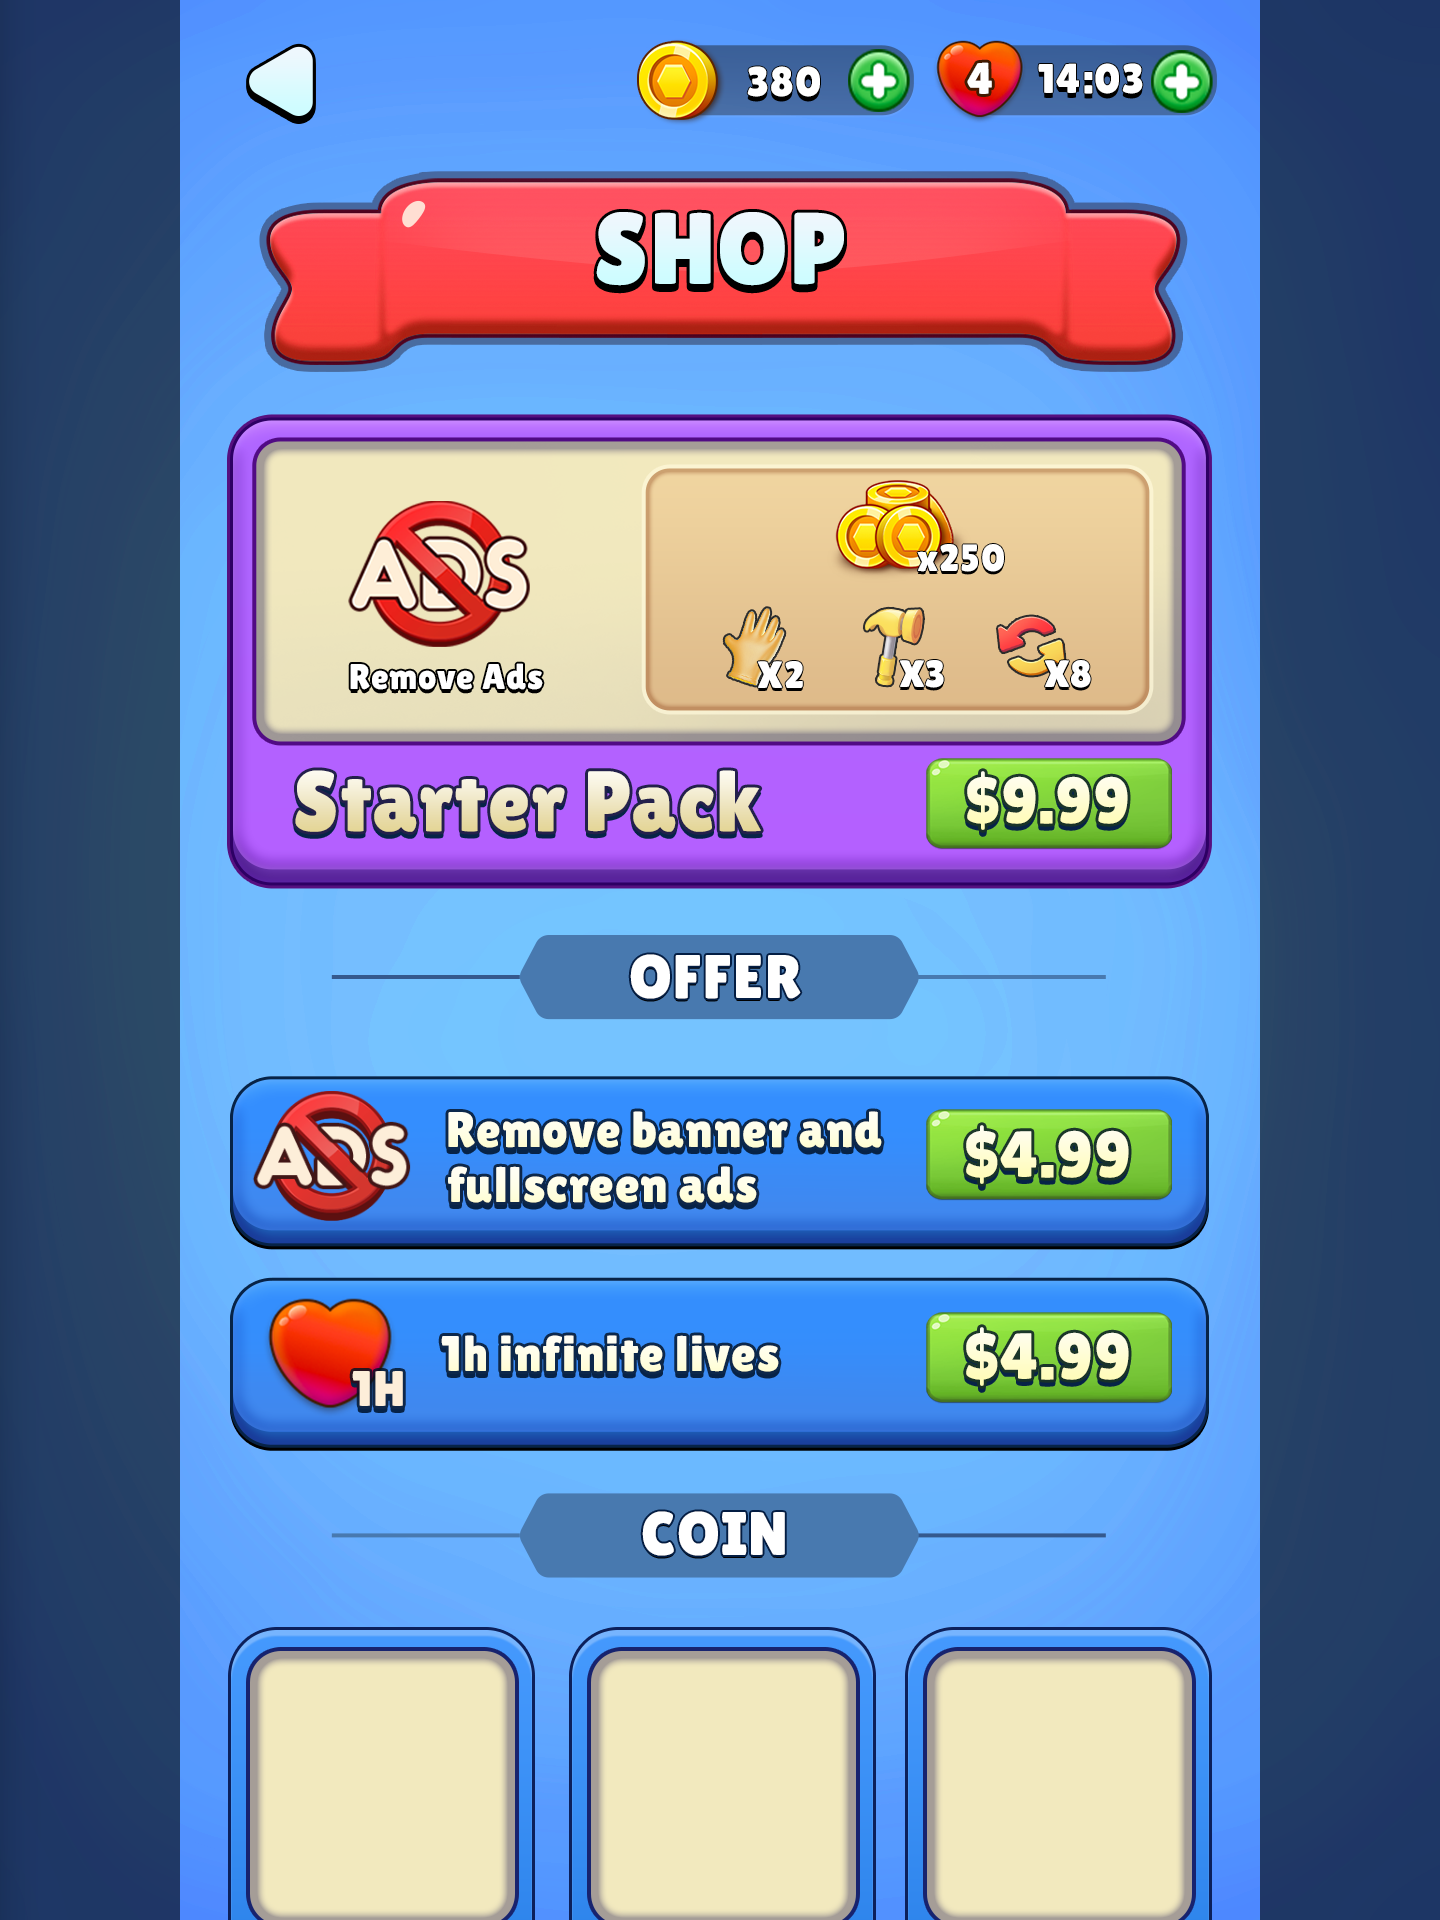 380
4
14:03
SHOP
ADS
Remove Ads
x250
X2
X3
X8
Starter Pack
$9.99
OFFER
ADS
Remove banner and
fullscreen ads
$4.99
1H
1h infinite lives
$4.99
COIN